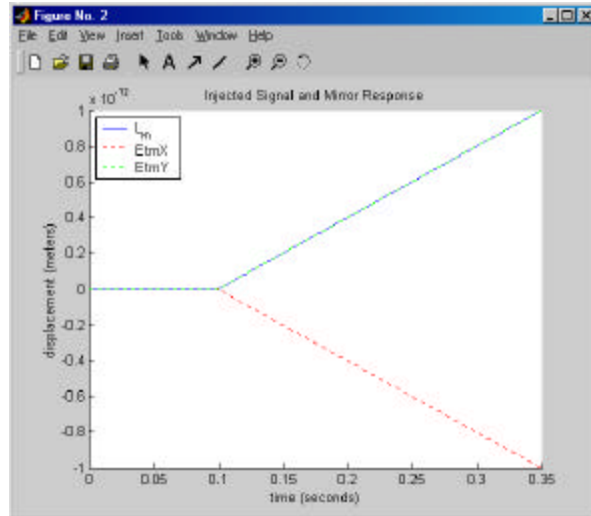 Figure No. 2
File Edit View Insert Tools Window Help
A
x 10^-12
Injected Signal and Mirror Response
L_m
EtmX
EtmY
displacement (meters)
1
0.8
0.6
0.4
0.2
0
-0.2
-0.4
-0.6
-0.8
-1
0 0.05 0.1 0.15 0.2 0.25 0.3 0.35
time (seconds)